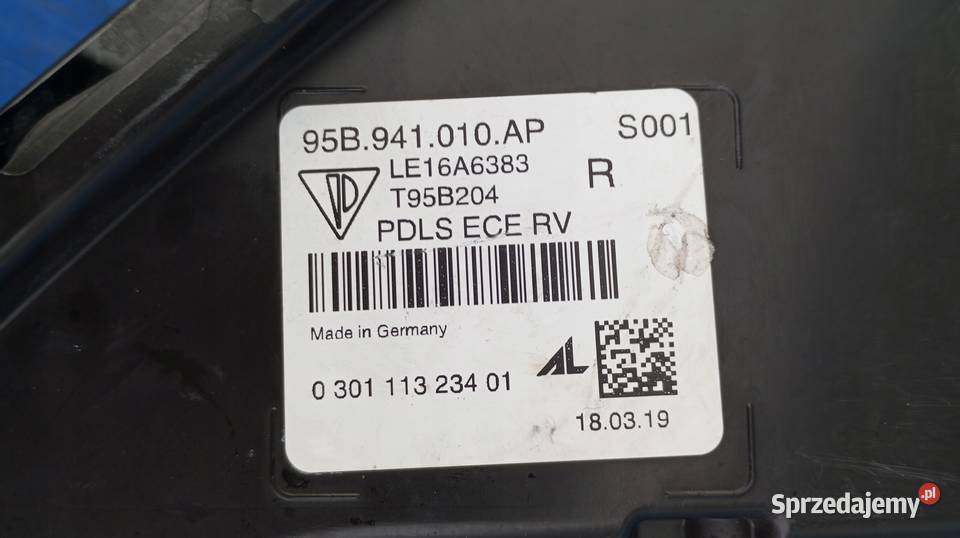 95B.941.010.AP S001
LE16A6383 R
T95B204
PDLS ECE RV
Made in Germany
AL
0 301 113 234 01
18.03.19
Sprzedajemy.pl